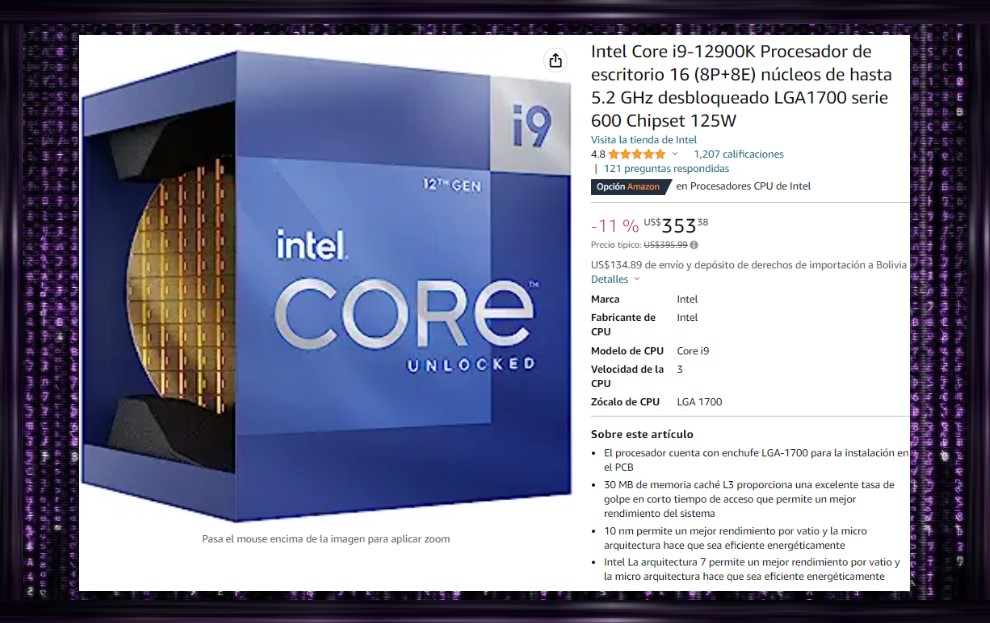 i9
12TH GEN
intel.
CORE™
UNLOCKED
Pasa el mouse encima de la imagen para aplicar zoom
Intel Core i9-12900K Procesador de
escritorio 16 (8P+8E) núcleos de hasta
5.2 GHz desbloqueado LGA1700 serie
600 Chipset 125W
Visita la tienda de Intel
4.8 1,207 calificaciones
| 121 preguntas respondidas
Opción Amazon en Procesadores CPU de Intel
-11 % US$353 38
Precio típico: US$395.99
US$134.89 de envío y depósito de derechos de importación a Bolivia
Detalles
Marca Intel
Fabricante de Intel
CPU
Modelo de CPU Core i9
Velocidad de la 3
CPU
Zócalo de CPU LGA 1700
Sobre este artículo
• El procesador cuenta con enchufe LGA-1700 para la instalación en
el PCB
• 30 MB de memoria caché L3 proporciona una excelente tasa de
golpe en corto tiempo de acceso que permite un mejor
rendimiento del sistema
• 10 nm permite un mejor rendimiento por vatio y la micro
arquitectura hace que sea eficiente energéticamente
• Intel La arquitectura 7 permite un mejor rendimiento por vatio y
la micro arquitectura hace que sea eficiente energéticamente